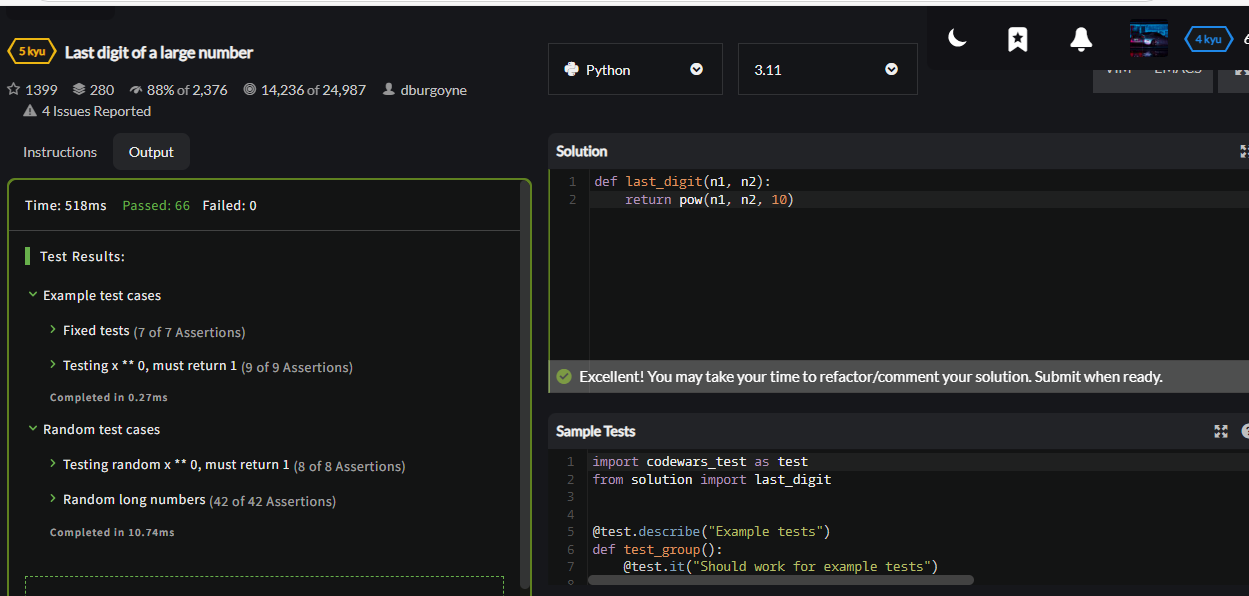 5 kyu Last digit of a large number
1399 280 88% of 2,376 14,236 of 24,987 dburgoyne
4 Issues Reported
Python
3.11
4 kyu
Instructions
Output
Time: 518ms Passed: 66 Failed: 0
Test Results:
Example test cases
Fixed tests (7 of 7 Assertions)
Testing x ** 0, must return 1 (9 of 9 Assertions)
Completed in 0.27ms
Random test cases
Testing random x ** 0, must return 1 (8 of 8 Assertions)
Random long numbers (42 of 42 Assertions)
Completed in 10.74ms
Solution
1 def last_digit(n1, n2):
2 return pow(n1, n2, 10)
Excellent! You may take your time to refactor/comment your solution. Submit when ready.
Sample Tests
1 import codewars_test as test
2 from solution import last_digit
3
4
5 @test.describe("Example tests")
6 def test_group():
7 @test.it("Should work for example tests")